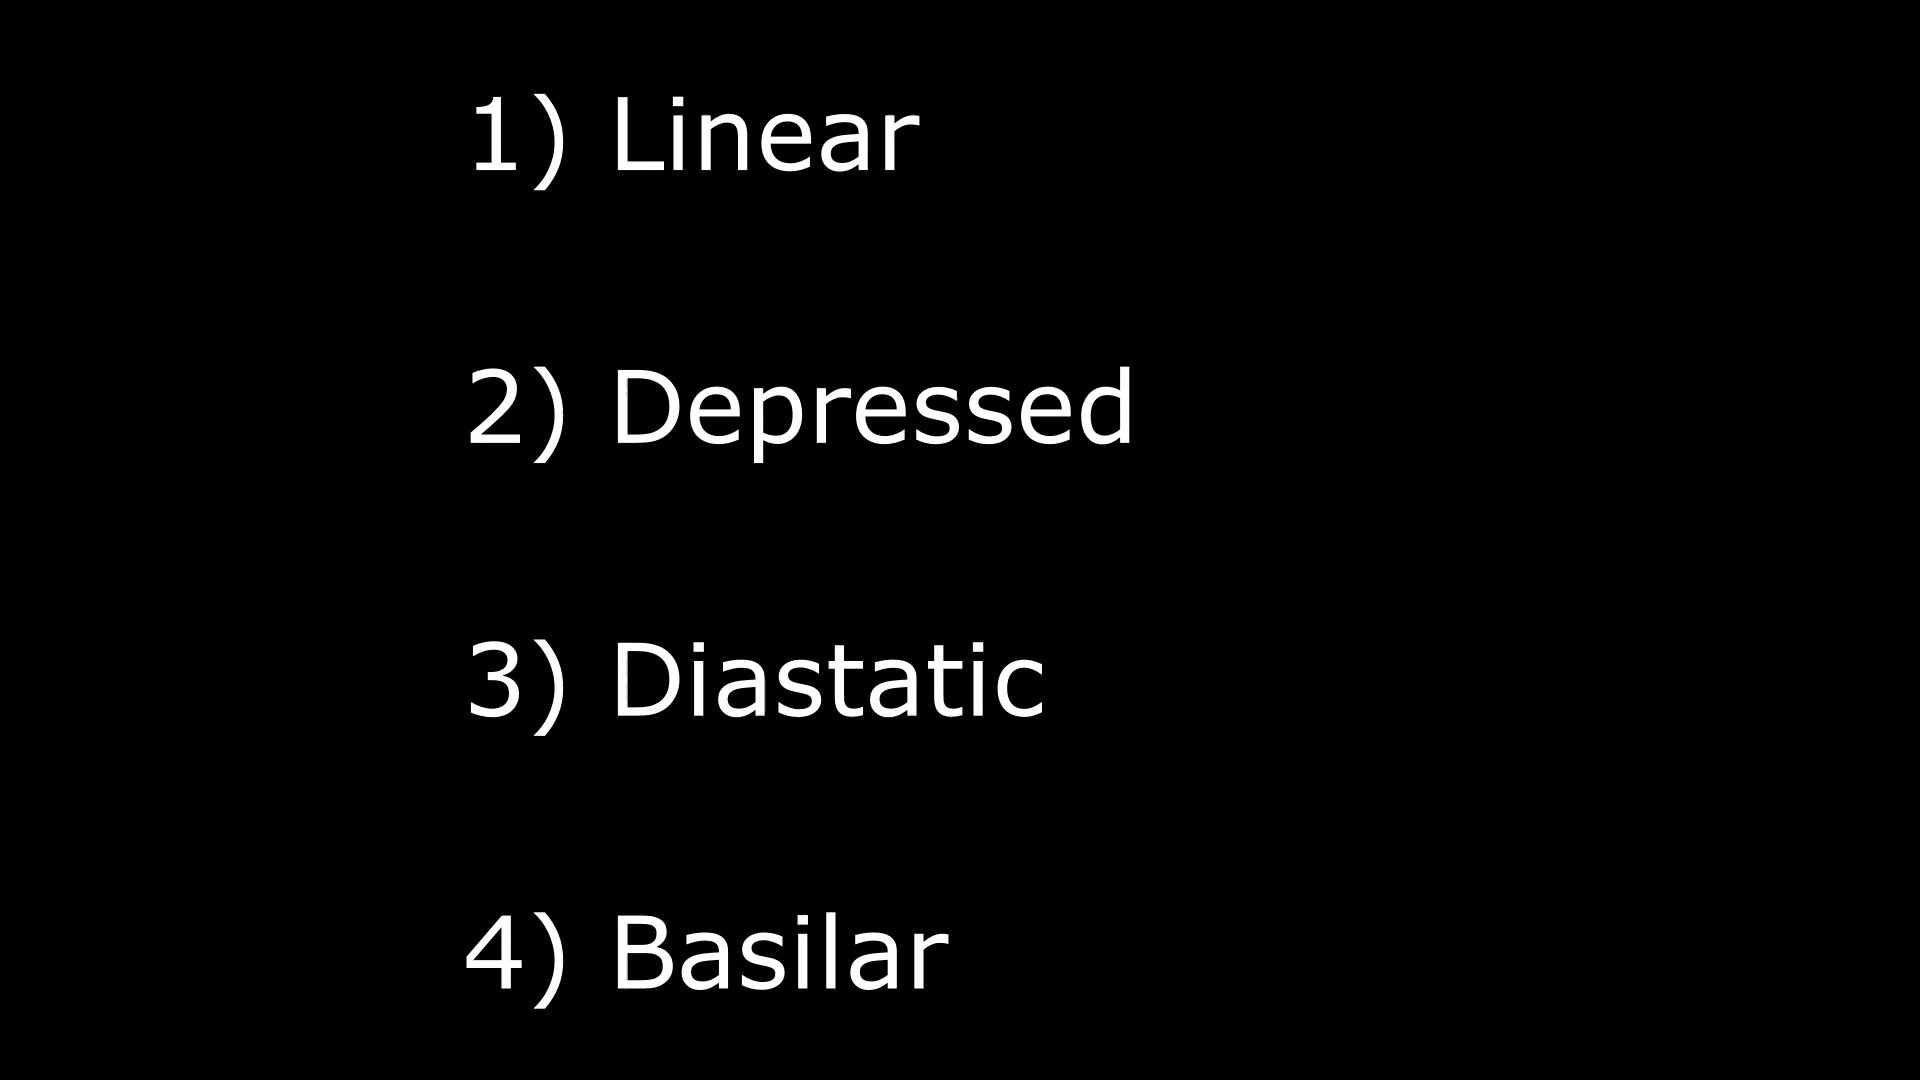 1) Linear
2) Depressed
3) Diastatic
4) Basilar